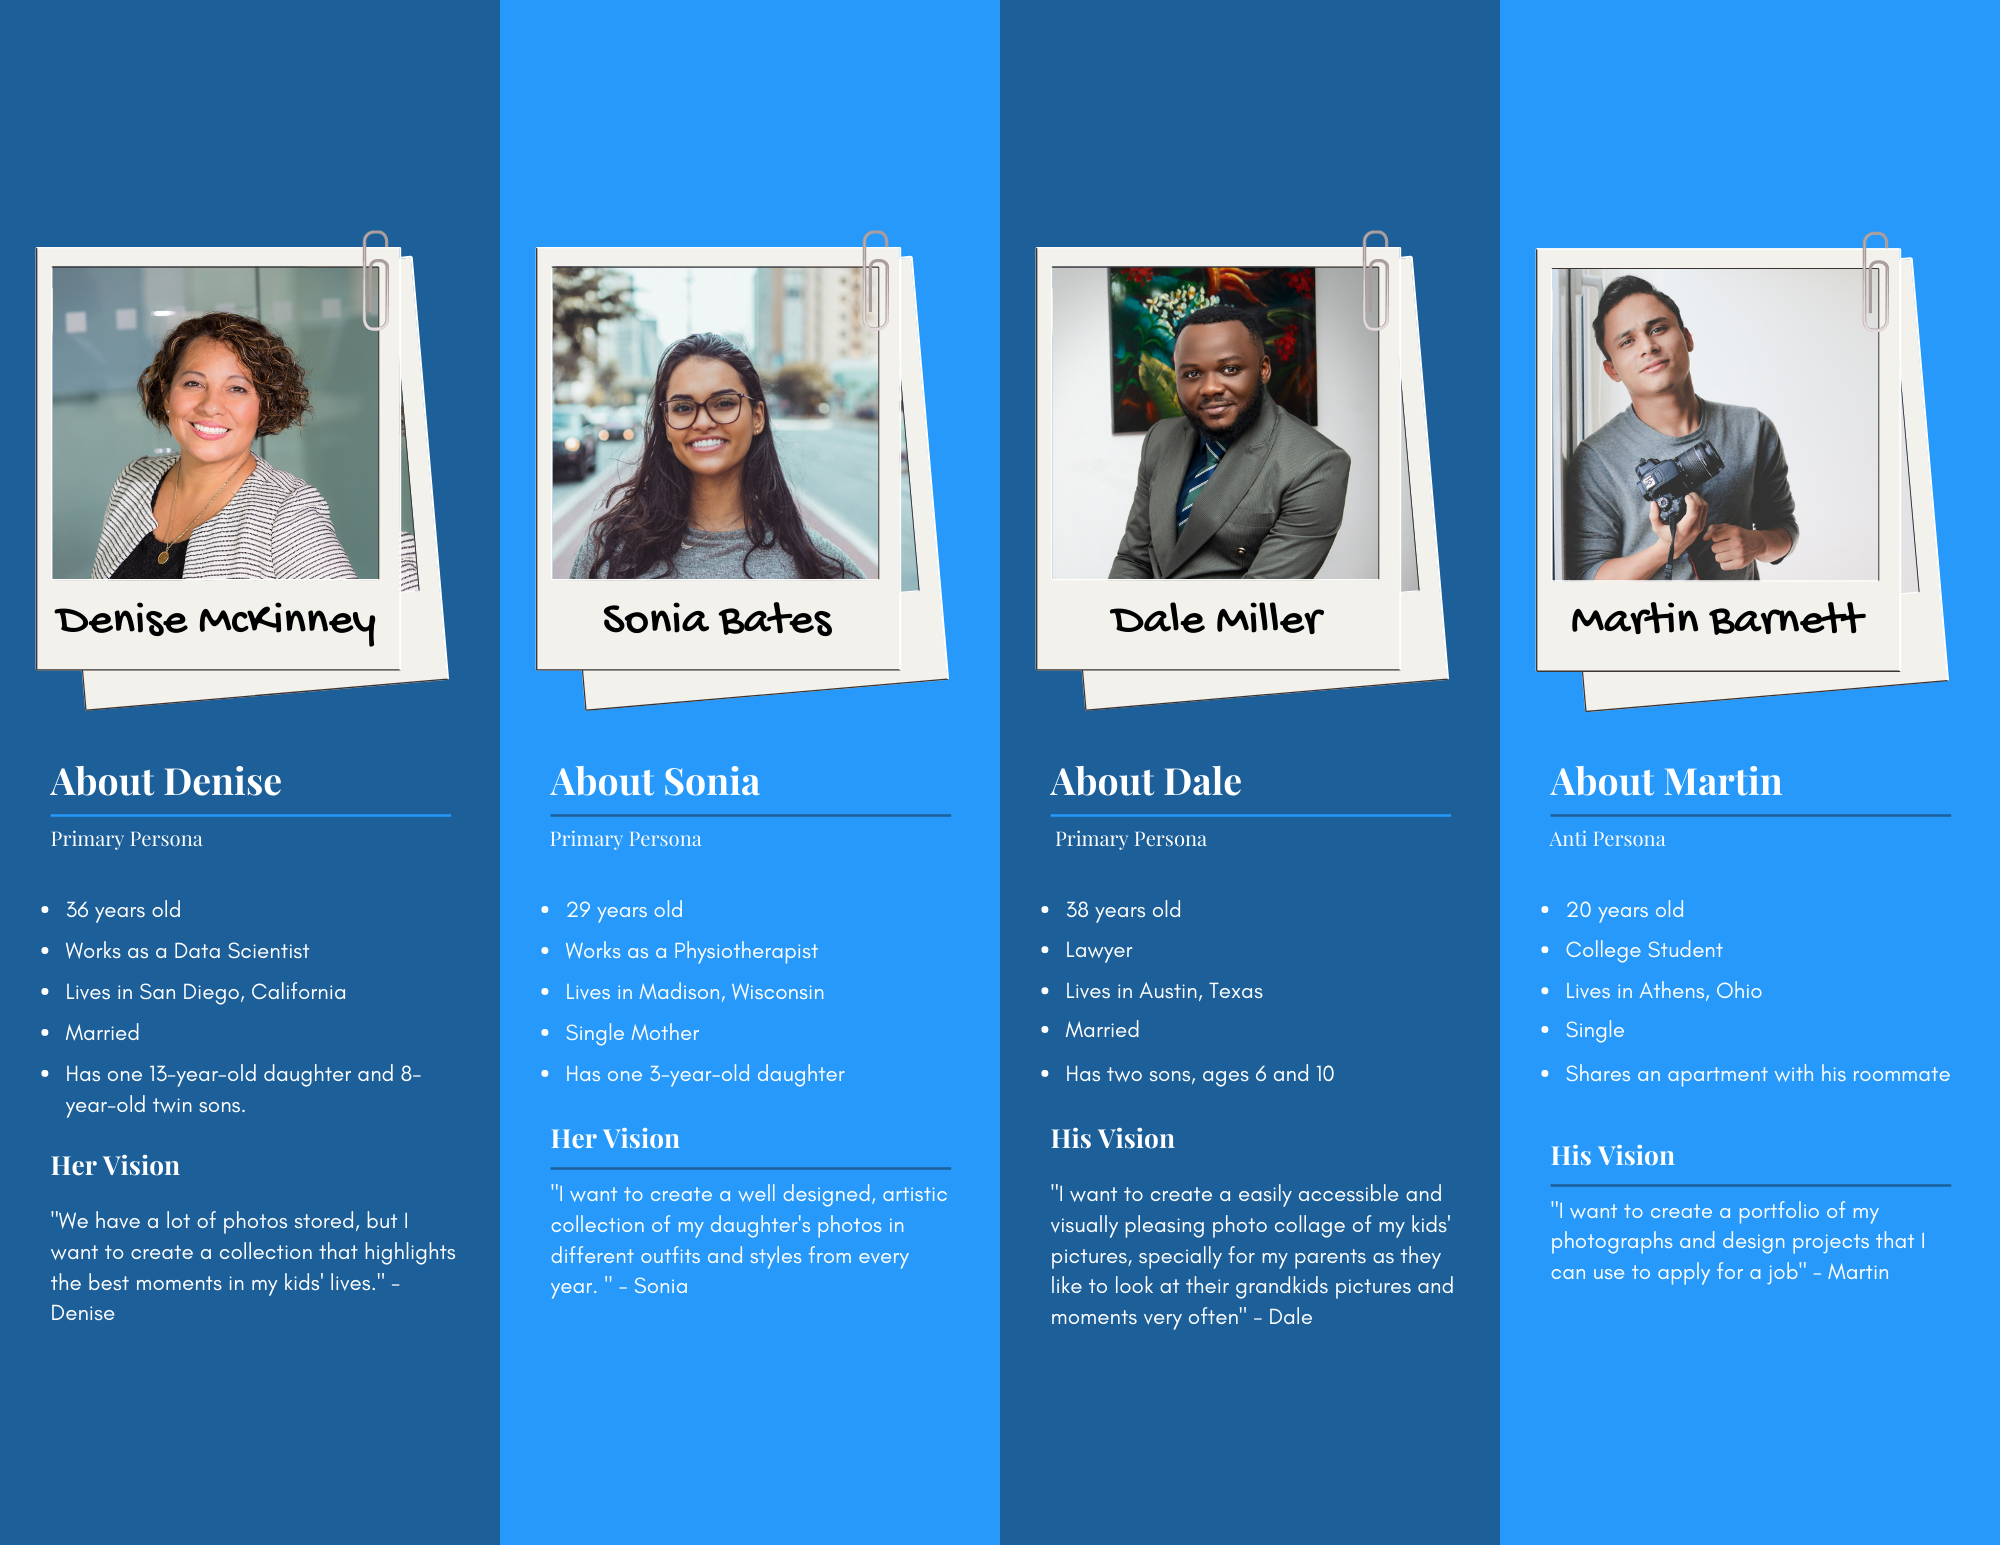 Denise McKinney
About Denise
Primary Persona
• 36 years old
• Works as a Data Scientist
• Lives in San Diego, California
• Married
• Has one 13-year-old daughter and 8-
year-old twin sons.
Her Vision
"We have a lot of photos stored, but I
want to create a collection that highlights
the best moments in my kids' lives." -
Denise
Sonia Bates
About Sonia
Primary Persona
• 29 years old
• Works as a Physiotherapist
• Lives in Madison, Wisconsin
• Single Mother
• Has one 3-year-old daughter
Her Vision
"I want to create a well designed, artistic
collection of my daughter's photos in
different outfits and styles from every
year. " - Sonia
Dale Miller
About Dale
Primary Persona
• 38 years old
• Lawyer
• Lives in Austin, Texas
• Married
• Has two sons, ages 6 and 10
His Vision
"I want to create a easily accessible and
visually pleasing photo collage of my kids'
pictures, specially for my parents as they
like to look at their grandkids pictures and
moments very often" - Dale
Martin Barnett
About Martin
Anti Persona
• 20 years old
• College Student
• Lives in Athens, Ohio
• Single
• Shares an apartment with his roommate
His Vision
"I want to create a portfolio of my
photographs and design projects that I
can use to apply for a job" - Martin